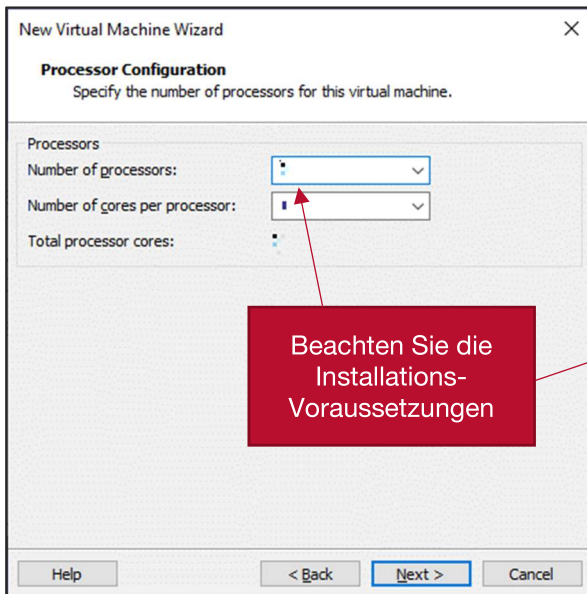 New Virtual Machine Wizard
Processor Configuration
Specify the number of processors for this virtual machine.
Processors
Number of processors:
Number of cores per processor:
Total processor cores:
Beachten Sie die
Installations-
Voraussetzungen
Help
< Back
Next >
Cancel